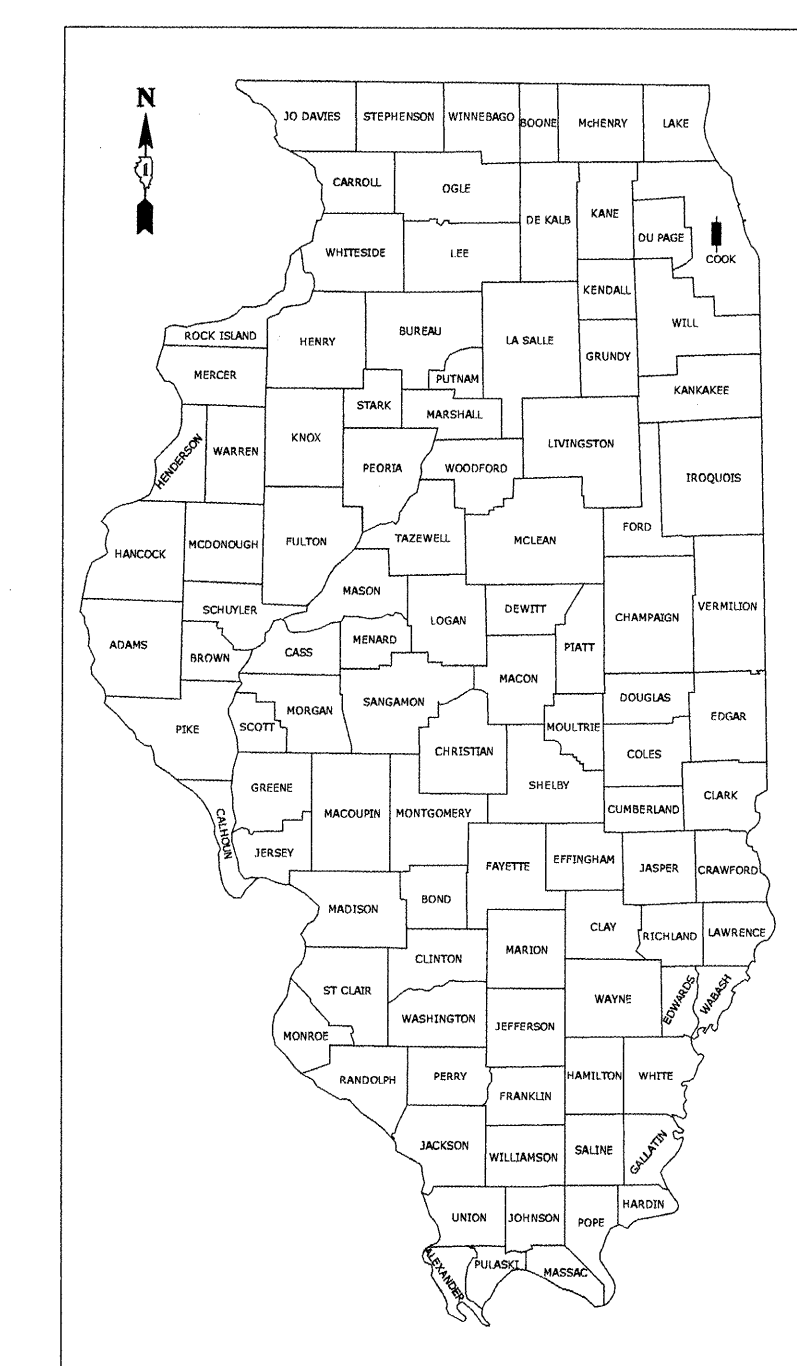 N
1
JO DAVIES
STEPHENSON
WINNEBAGO
BOONE
McHENRY
LAKE
CARROLL
OGLE
DE KALB
KANE
DU PAGE
COOK
WHITESIDE
LEE
KENDALL
WILL
ROCK ISLAND
HENRY
BUREAU
LA SALLE
GRUNDY
MERCER
PUTNAM
KANKAKEE
STARK
MARSHALL
HENDERSON
WARREN
KNOX
PEORIA
WOODFORD
LIVINGSTON
IROQUOIS
FORD
HANCOCK
MCDONOUGH
FULTON
TAZEWELL
MCLEAN
MASON
SCHUYLER
LOGAN
DEWITT
CHAMPAIGN
VERMILION
ADAMS
BROWN
CASS
MENARD
PIATT
MACON
SANGAMON
DOUGLAS
EDGAR
PIKE
SCOTT
MORGAN
MOULTRIE
CHRISTIAN
COLES
GREENE
MACOUPIN
MONTGOMERY
SHELBY
CUMBERLAND
CLARK
CALHOUN
JERSEY
FAYETTE
EFFINGHAM
JASPER
CRAWFORD
MADISON
BOND
CLAY
RICHLAND
LAWRENCE
CLINTON
MARION
ST CLAIR
WAYNE
EDWARDS
WABASH
WASHINGTON
JEFFERSON
MONROE
RANDOLPH
PERRY
HAMILTON
WHITE
FRANKLIN
JACKSON
WILLIAMSON
SALINE
GALLATIN
UNION
JOHNSON
POPE
HARDIN
ALEXANDER
PULASKI
MASSAC